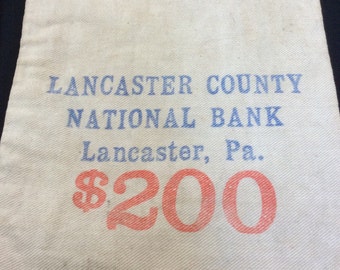 LANCASTER COUNTY
NATIONAL BANK
Lancaster, Pa.
$200